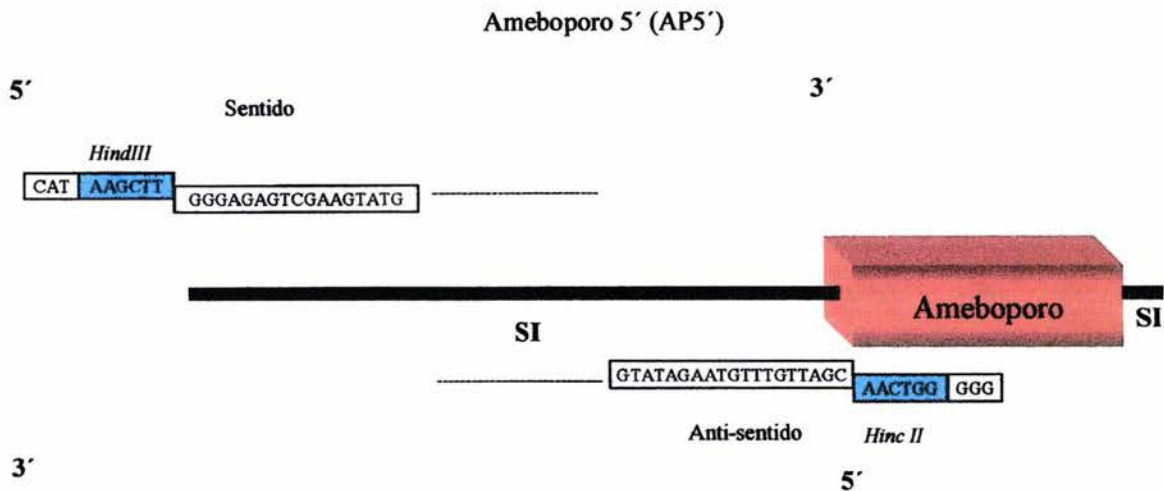 Ameboporo 5´ (AP5´)
5´
3´
Sentido
HindIII
CAT AAGCTT GGGAGAGTCGAAGTATG
Ameboporo
SI
SI
GTATAGAATGTTTGTTAGC AACTGG GGG
Anti-sentido
Hinc II
3´
5´